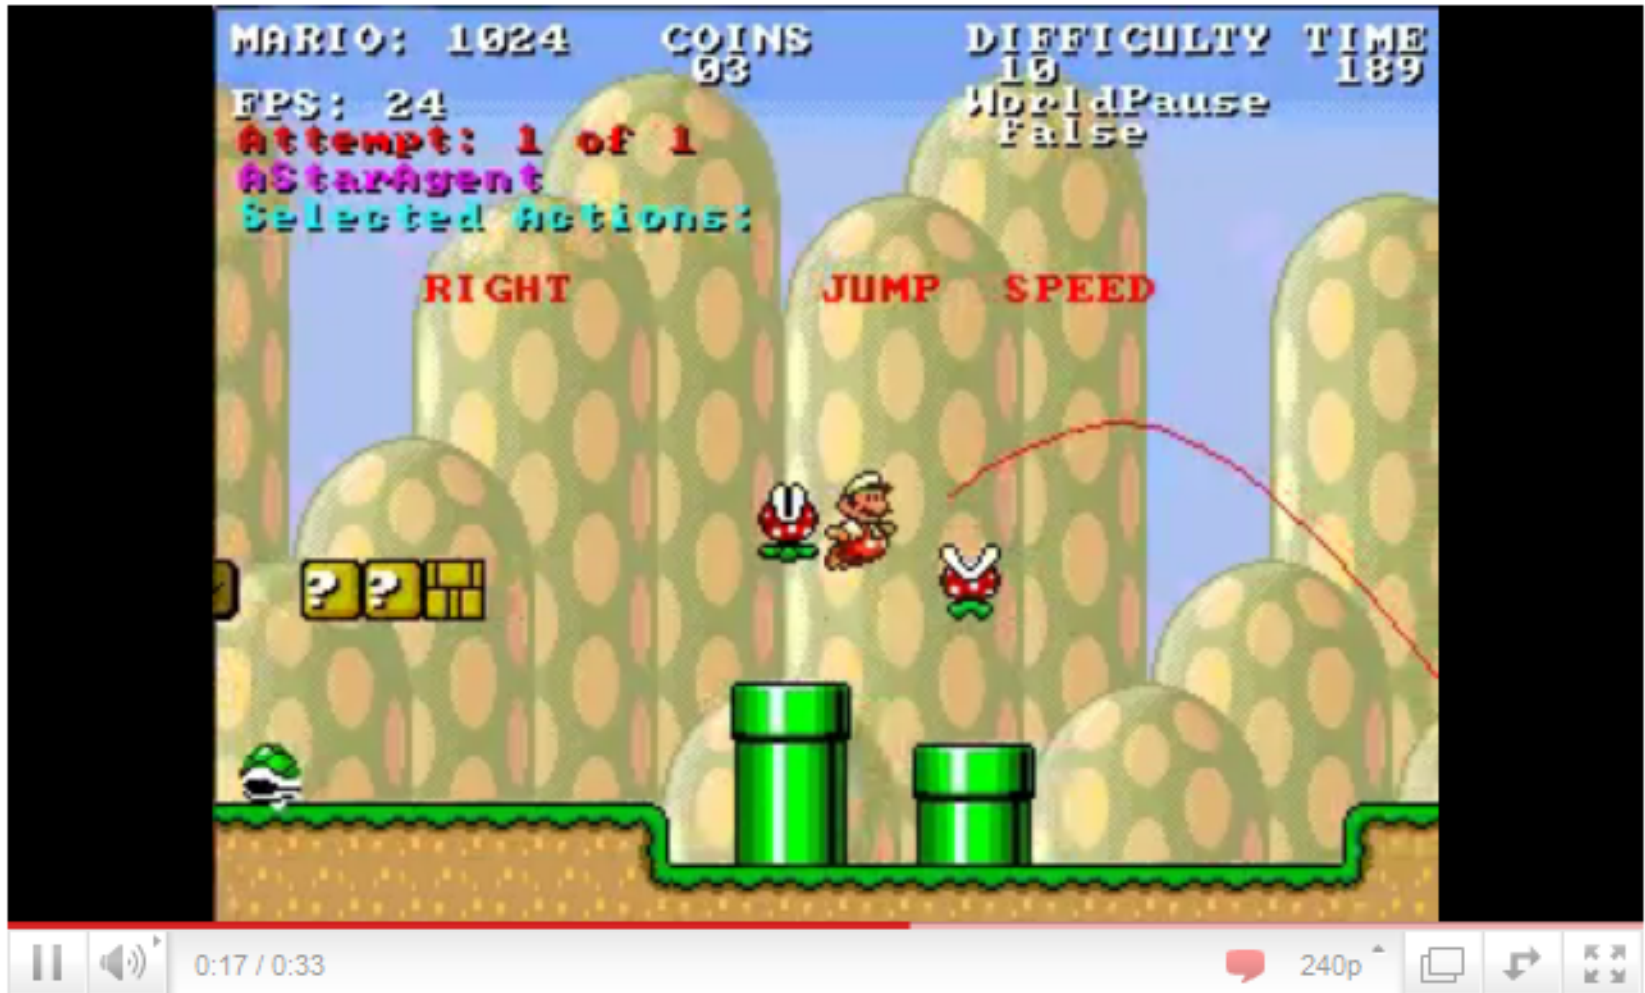 MARIO: 1024 COINS DIFFICULTY TIME
03 10 189
FPS: 24 WorldPause
Attempt: 1 of 1 False
AStarAgent
Selected Actions:
RIGHT JUMP SPEED
? ?
0:17 / 0:33 240p